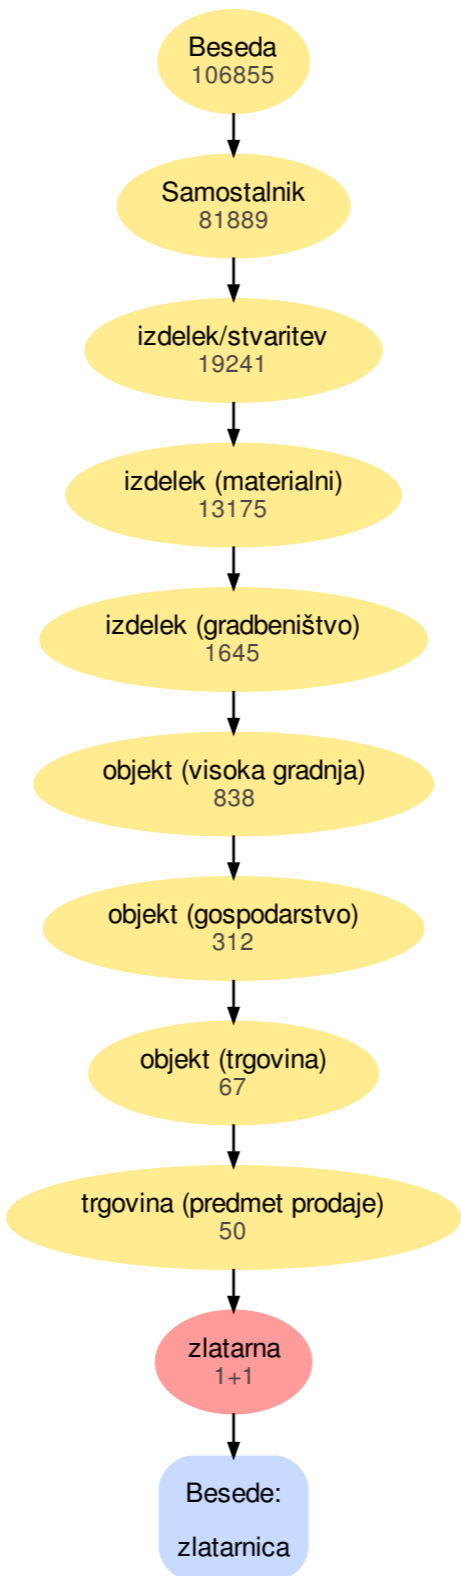 Beseda
106855
Samostalnik
81889
izdelek/stvaritev
19241
izdelek (materialni)
13175
izdelek (gradbeništvo)
1645
objekt (visoka gradnja)
838
objekt (gospodarstvo)
312
objekt (trgovina)
67
trgovina (predmet prodaje)
50
zlatarna
1+1
Besede:
zlatarnica